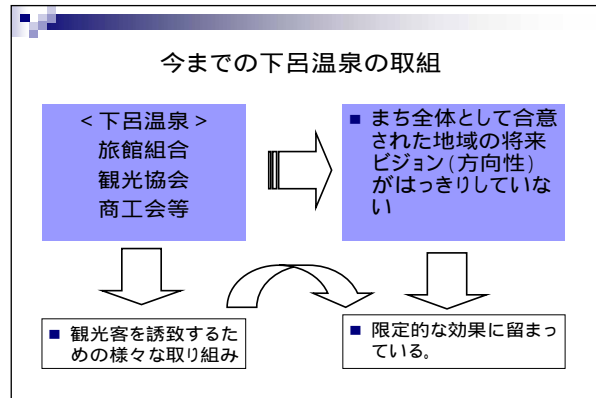 今までの下呂温泉の取組
<下呂温泉>
旅館組合
観光協会
商工会等
■ まち全体として合意
された地域の将来
ビジョン(方向性)
がはっきりしていな
い
■ 観光客を誘致するた
めの様々な取り組み
■ 限定的な効果に留まっ
ている。